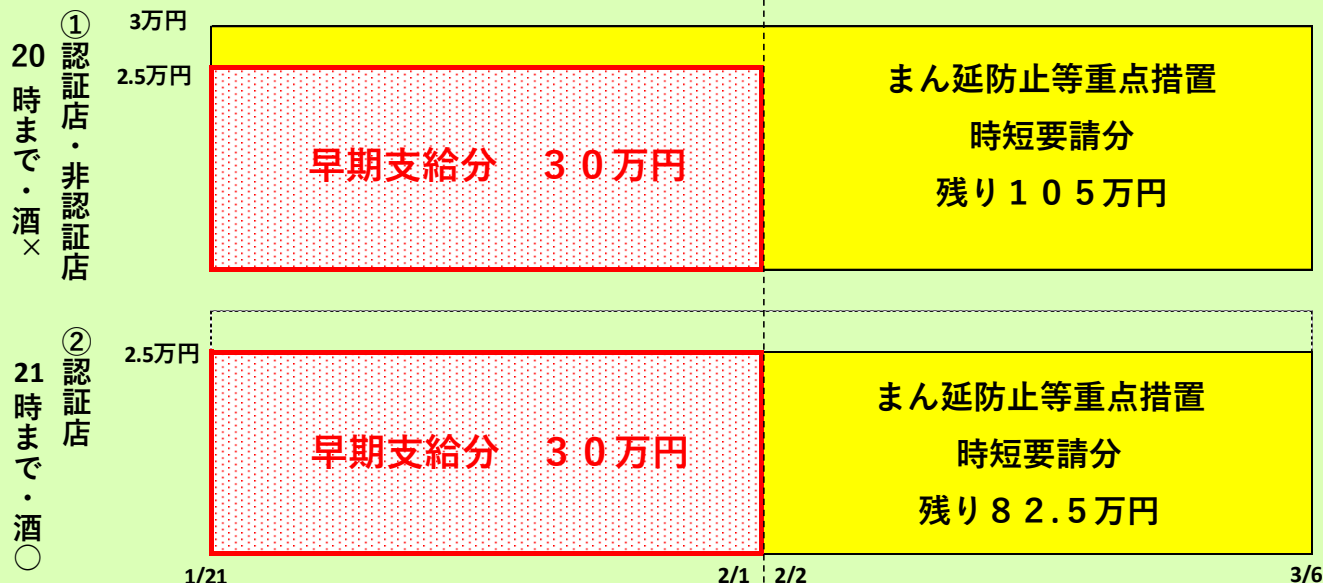 ①認証店・非認証店
20時まで・酒×
3万円
2.5万円
早期支給分 ３０万円
まん延防止等重点措置
時短要請分
残り１０５万円
②認証店
21時まで・酒○
2.5万円
早期支給分 ３０万円
まん延防止等重点措置
時短要請分
残り８２.５万円
1/21
2/1
2/2
3/6